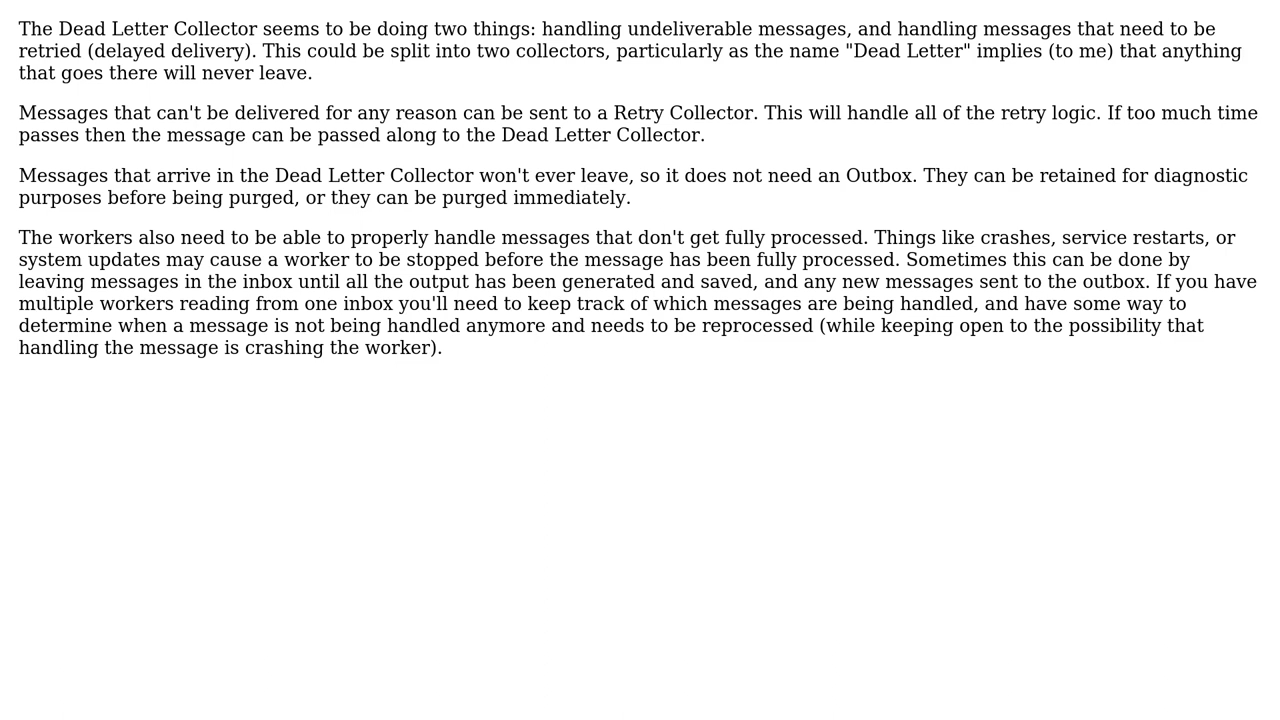 The Dead Letter Collector seems to be doing two things: handling undeliverable messages, and handling messages that need to be
retried (delayed delivery). This could be split into two collectors, particularly as the name "Dead Letter" implies (to me) that anything
that goes there will never leave.
Messages that can't be delivered for any reason can be sent to a Retry Collector. This will handle all of the retry logic. If too much time
passes then the message can be passed along to the Dead Letter Collector.
Messages that arrive in the Dead Letter Collector won't ever leave, so it does not need an Outbox. They can be retained for diagnostic
purposes before being purged, or they can be purged immediately.
The workers also need to be able to properly handle messages that don't get fully processed. Things like crashes, service restarts, or
system updates may cause a worker to be stopped before the message has been fully processed. Sometimes this can be done by
leaving messages in the inbox until all the output has been generated and saved, and any new messages sent to the outbox. If you have
multiple workers reading from one inbox you'll need to keep track of which messages are being handled, and have some way to
determine when a message is not being handled anymore and needs to be reprocessed (while keeping open to the possibility that
handling the message is crashing the worker).